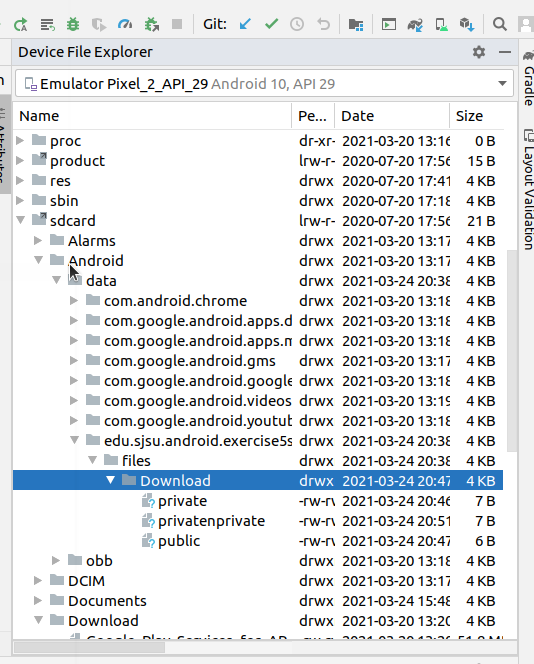 Git:
Device File Explorer
Emulator Pixel_2_API_29 Android 10, API 29
Name Pe... Date Size
proc dr-xr- 2021-03-20 13:16 0 B
product lrw-r- 2020-07-20 17:56 15 B
res drwx 2020-07-20 17:41 4 KB
sbin drwx 2020-07-20 17:18 4 KB
sdcard lrw-r- 2020-07-20 17:56 21 B
Alarms drwx 2021-03-20 13:17 4 KB
Android drwx 2021-03-20 13:17 4 KB
data drwx 2021-03-24 20:38 4 KB
com.android.chrome drwx 2021-03-20 13:18 4 KB
com.google.android.apps.d drwx 2021-03-20 13:18 4 KB
com.google.android.apps.m drwx 2021-03-20 13:18 4 KB
com.google.android.gms drwx 2021-03-20 13:17 4 KB
com.google.android.google drwx 2021-03-20 13:18 4 KB
com.google.android.videos drwx 2021-03-20 13:19 4 KB
com.google.android.youtub drwx 2021-03-20 13:18 4 KB
edu.sjsu.android.exercise5s drwx 2021-03-24 20:38 4 KB
files drwx 2021-03-24 20:38 4 KB
Download drwx 2021-03-24 20:47 4 KB
private -rw-rw 2021-03-24 20:46 7 B
privatenprivate -rw-rw 2021-03-24 20:51 7 B
public -rw-rw 2021-03-24 20:47 6 B
obb drwx 2021-03-20 13:18 4 KB
DCIM drwx 2021-03-20 13:17 4 KB
Documents drwx 2021-03-24 15:48 4 KB
Download drwx 2021-03-20 13:20 4 KB
Gradle
Layout Validation